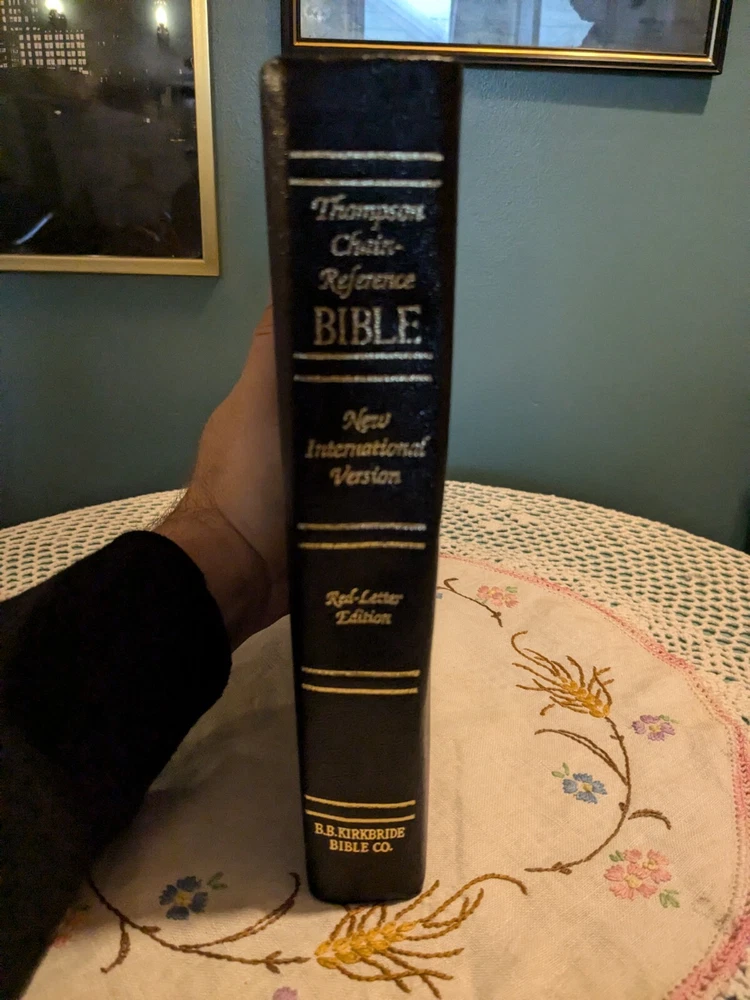 Thompson
Chain-
Reference
BIBLE
New
International
Version
Red-Letter
Edition
B.B.KIRKBRIDE
BIBLE CO.